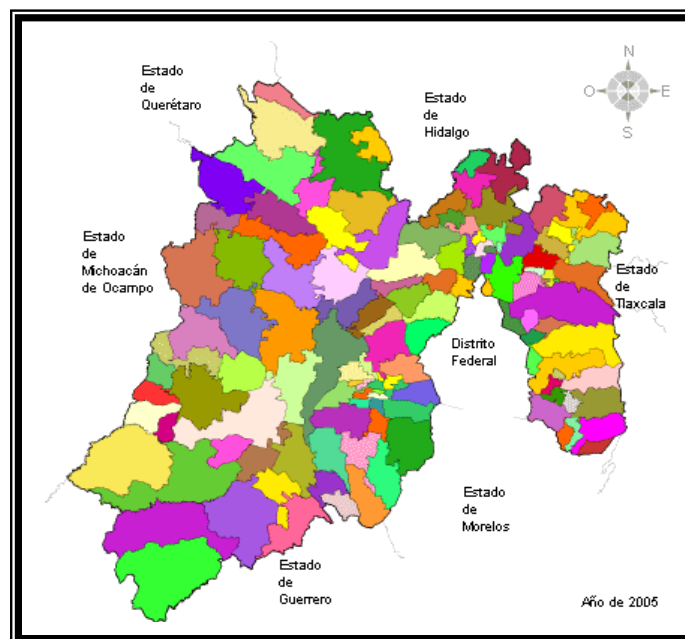 Estado
de
Querétaro
Estado
de
Hidalgo
N
O
E
S
Estado
de
Michoacán
de Ocampo
Estado
de
Tlaxcala
Distrito
Federal
Estado
de
Morelos
Estado
de
Guerrero
Año de 2005